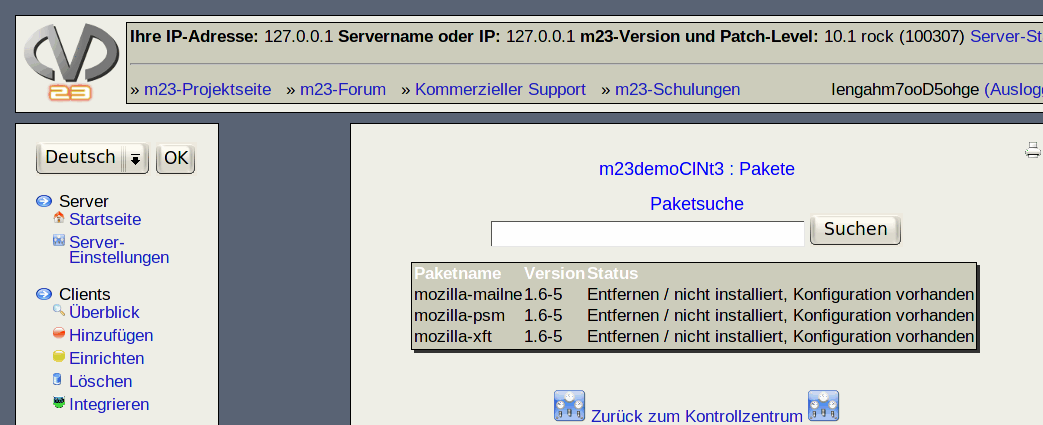 Ihre IP-Adresse: 127.0.0.1 Servername oder IP: 127.0.0.1 m23-Version und Patch-Level: 10.1 rock (100307) Server-St
23
» m23-Projektseite » m23-Forum » Kommerzieller Support » m23-Schulungen lengahm7ooD5ohge (Auslogg
Deutsch OK
Server
Startseite
Server-
Einstellungen
Clients
Überblick
Hinzufügen
Einrichten
Löschen
Integrieren
m23demoClNt3 : Pakete
Paketsuche
Suchen
Paketname Version Status
mozilla-mailne 1.6-5 Entfernen / nicht installiert, Konfiguration vorhanden
mozilla-psm 1.6-5 Entfernen / nicht installiert, Konfiguration vorhanden
mozilla-xft 1.6-5 Entfernen / nicht installiert, Konfiguration vorhanden
Zurück zum Kontrollzentrum